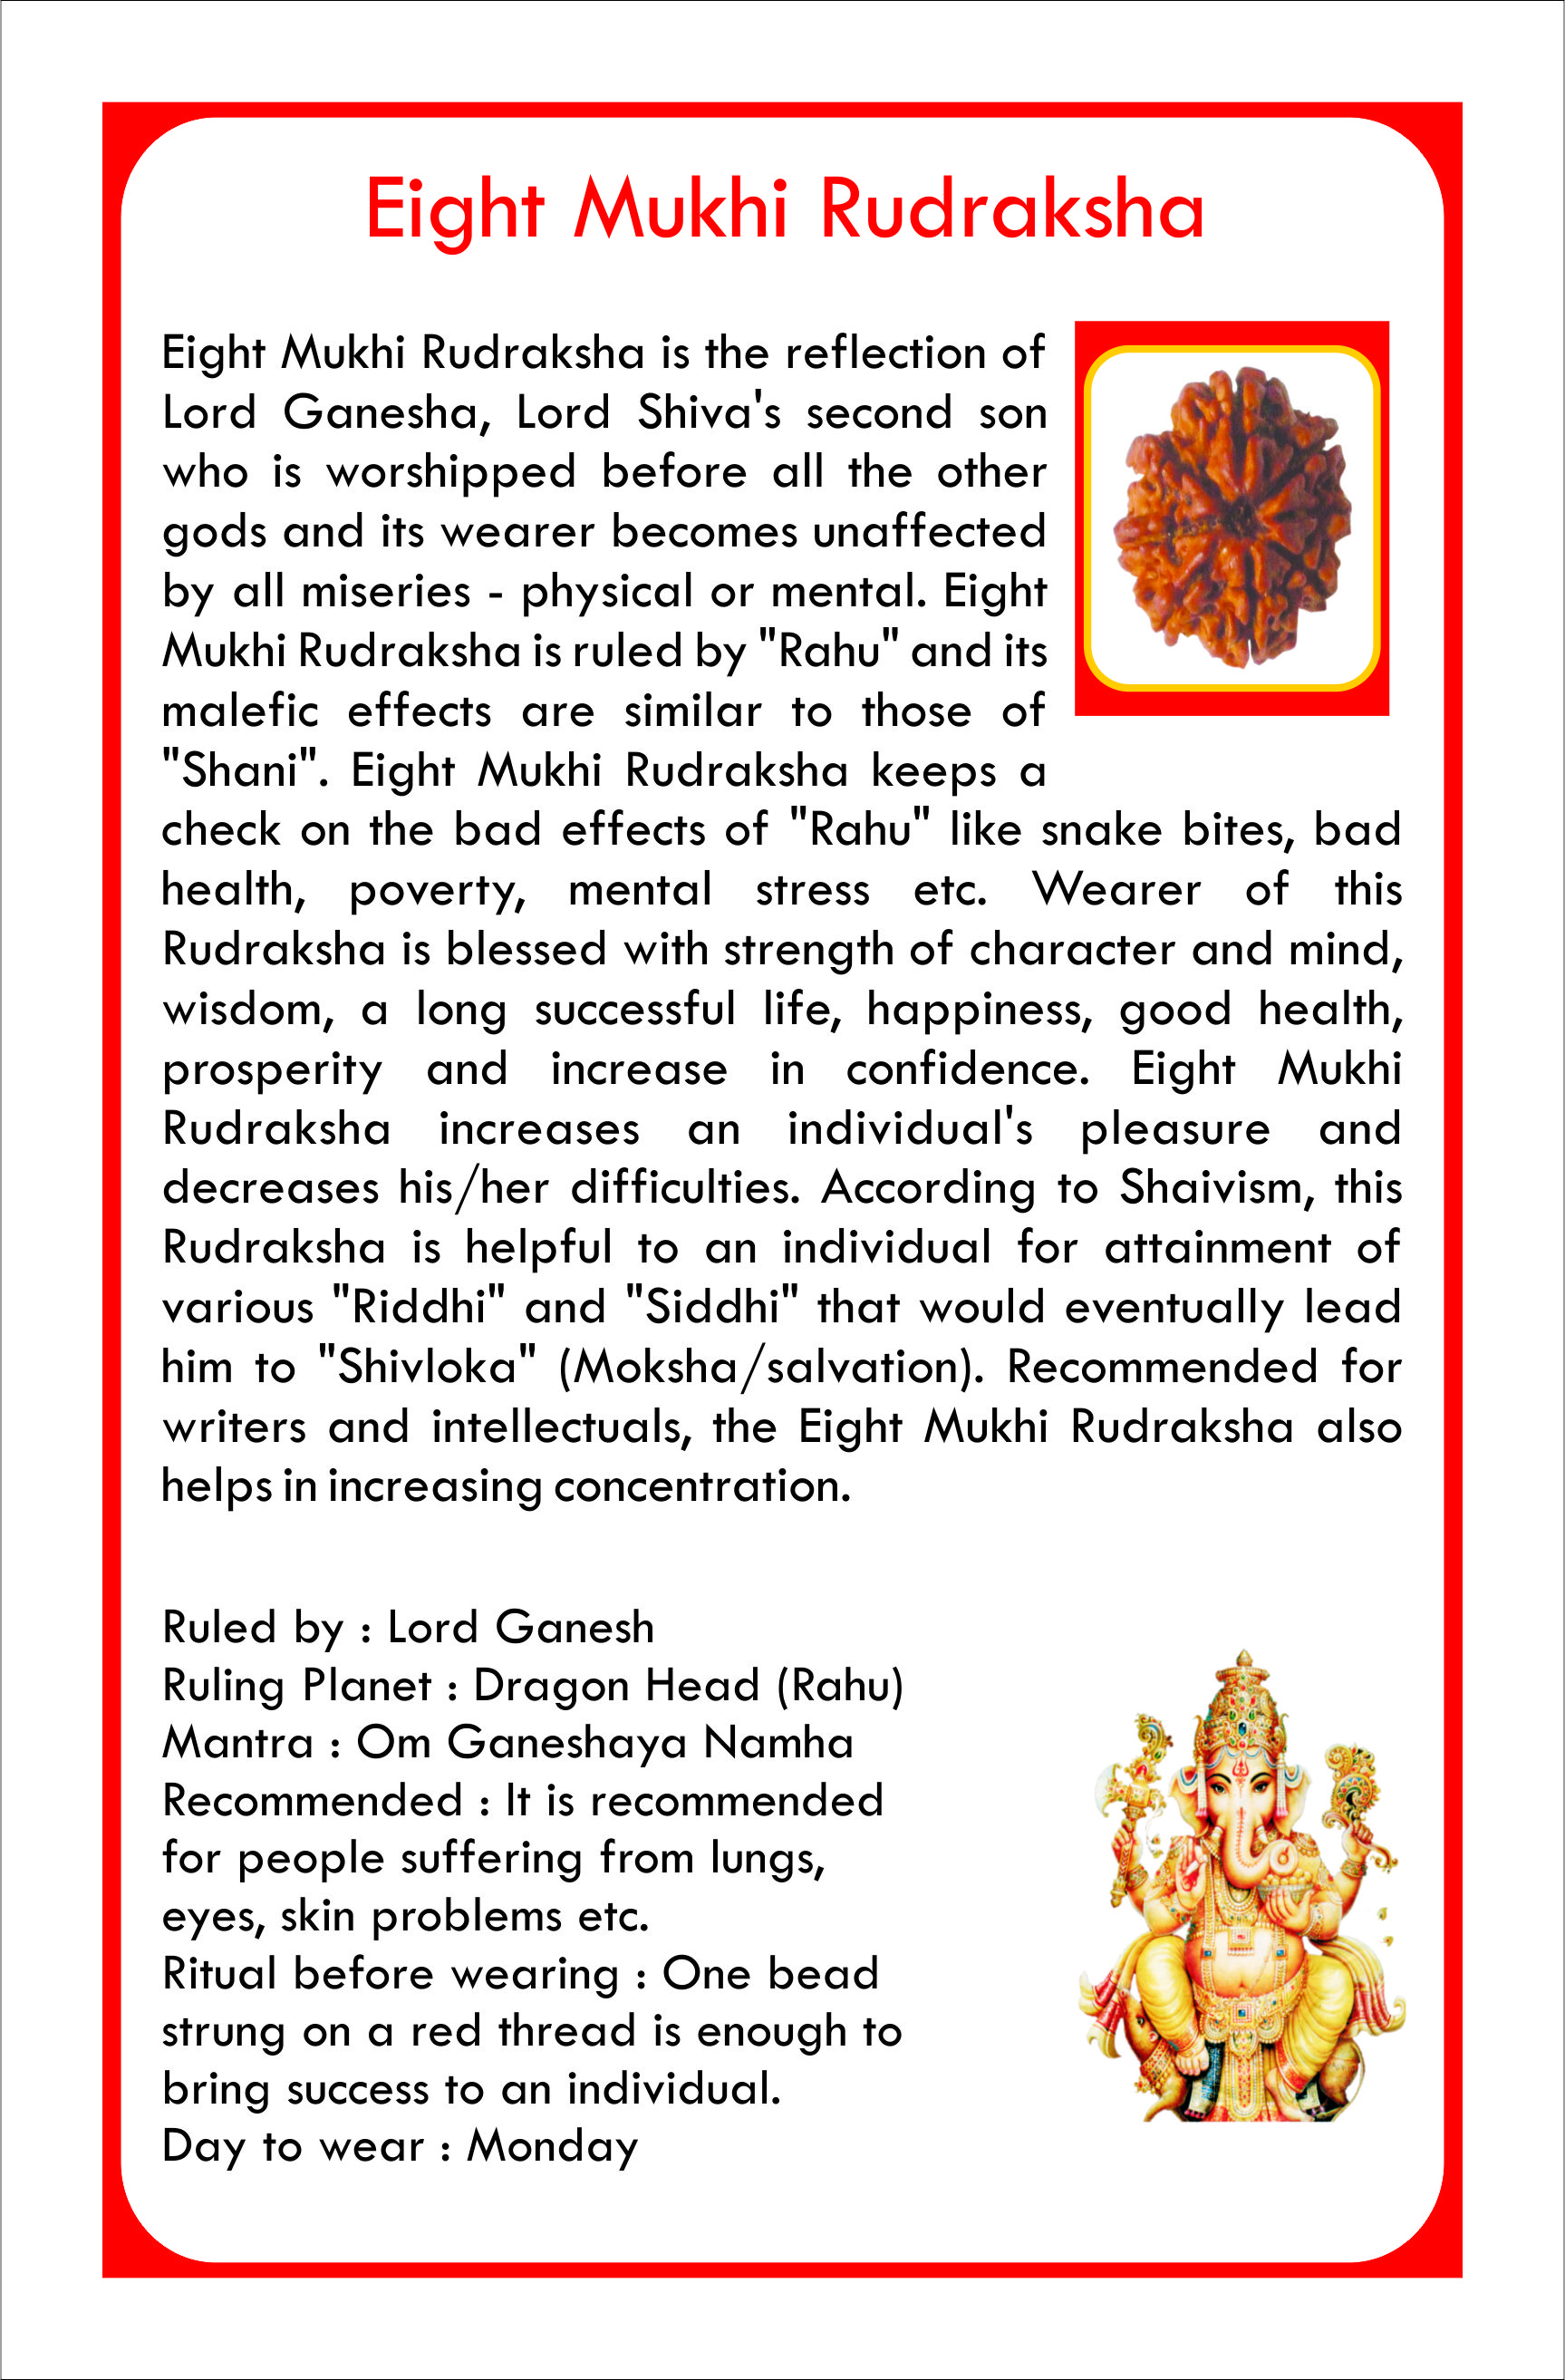 Eight Mukhi Rudraksha
Eight Mukhi Rudraksha is the reflection of
Lord Ganesha, Lord Shiva's second son
who is worshipped before all the other
gods and its wearer becomes unaffected
by all miseries - physical or mental. Eight
Mukhi Rudraksha is ruled by "Rahu" and its
malefic effects are similar to those of
"Shani". Eight Mukhi Rudraksha keeps a
check on the bad effects of "Rahu" like snake bites, bad
health, poverty, mental stress etc. Wearer of this
Rudraksha is blessed with strength of character and mind,
wisdom, a long successful life, happiness, good health,
prosperity and increase in confidence. Eight Mukhi
Rudraksha increases an individual's pleasure and
decreases his/her difficulties. According to Shaivism, this
Rudraksha is helpful to an individual for attainment of
various "Riddhi" and "Siddhi" that would eventually lead
him to "Shivloka" (Moksha/salvation). Recommended for
writers and intellectuals, the Eight Mukhi Rudraksha also
helps in increasing concentration.
Ruled by : Lord Ganesh
Ruling Planet : Dragon Head (Rahu)
Mantra : Om Ganeshaya Namha
Recommended : It is recommended
for people suffering from lungs,
eyes, skin problems etc.
Ritual before wearing : One bead
strung on a red thread is enough to
bring success to an individual.
Day to wear : Monday